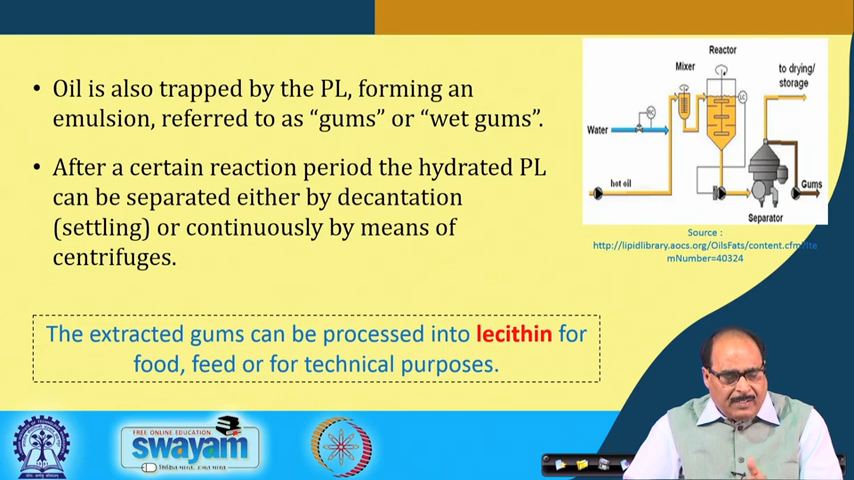 • Oil is also trapped by the PL, forming an
emulsion, referred to as “gums” or “wet gums”.
• After a certain reaction period the hydrated PL
can be separated either by decantation
(settling) or continuously by means of
centrifuges.
The extracted gums can be processed into lecithin for
food, feed or for technical purposes.
Reactor
Mixer
to drying/
storage
Water
hot oil
Gums
Separator
Source :
http://lipidlibrary.aocs.org/OilsFats/content.cfm?Ite
mNumber=40324
FREE ONLINE EDUCATION
swayam